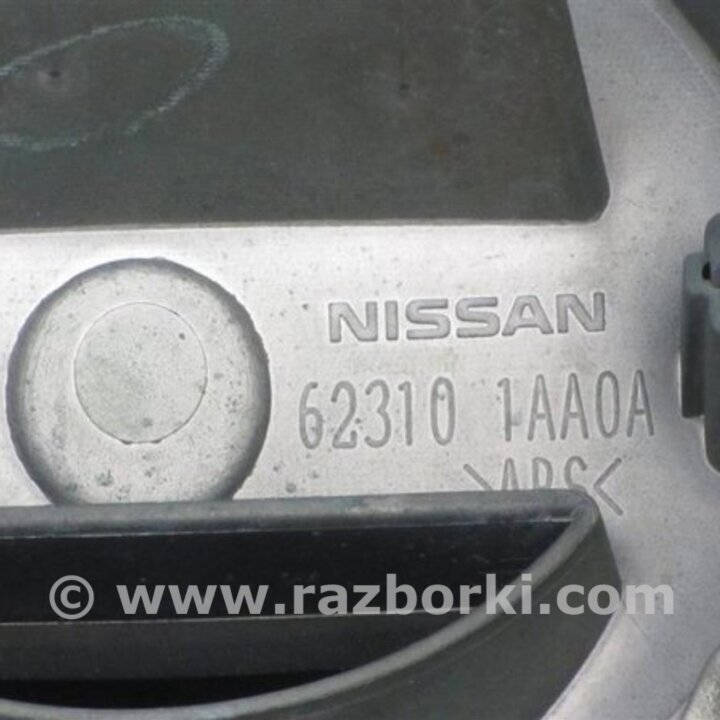 NISSAN
62310 1AA0A
>ABS<
© www.razborki.com